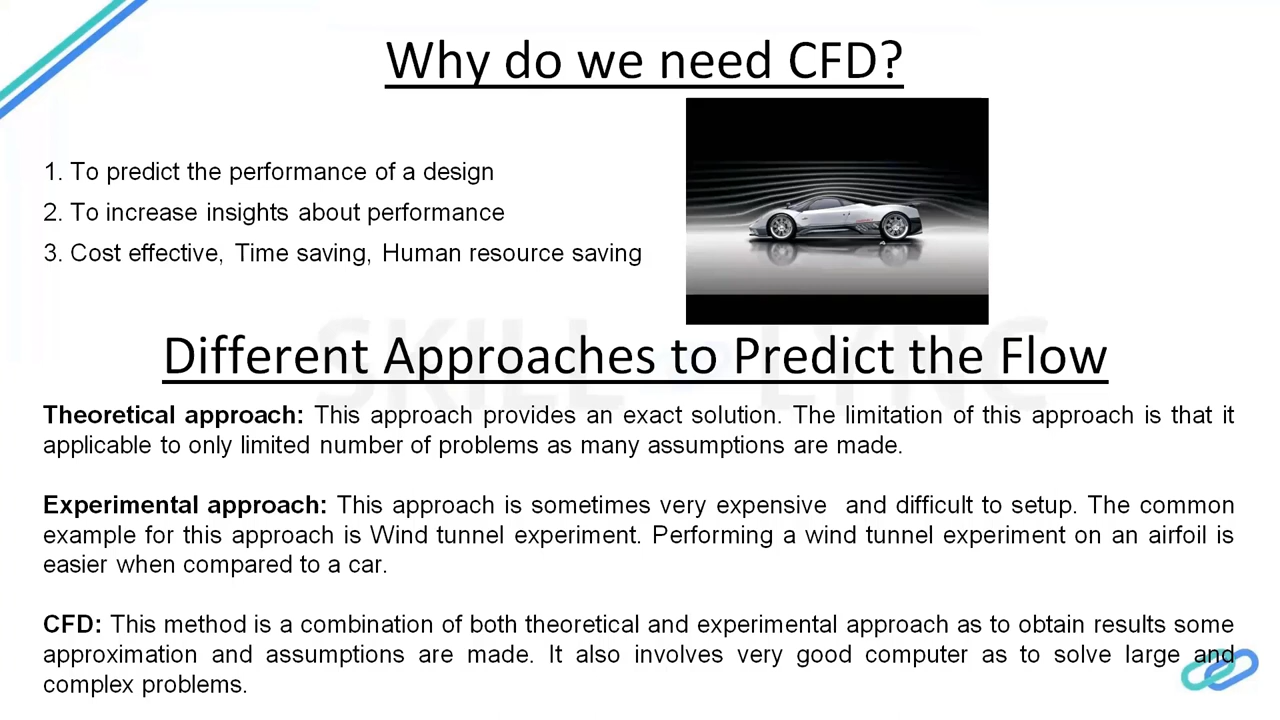 Why do we need CFD?
1. To predict the performance of a design
2. To increase insights about performance
3. Cost effective, Time saving, Human resource saving
SKILL LYNC
Different Approaches to Predict the Flow
Theoretical approach: This approach provides an exact solution. The limitation of this approach is that it
applicable to only limited number of problems as many assumptions are made.
Experimental approach: This approach is sometimes very expensive and difficult to setup. The common
example for this approach is Wind tunnel experiment. Performing a wind tunnel experiment on an airfoil is
easier when compared to a car.
CFD: This method is a combination of both theoretical and experimental approach as to obtain results some
approximation and assumptions are made. It also involves very good computer as to solve large and
complex problems.